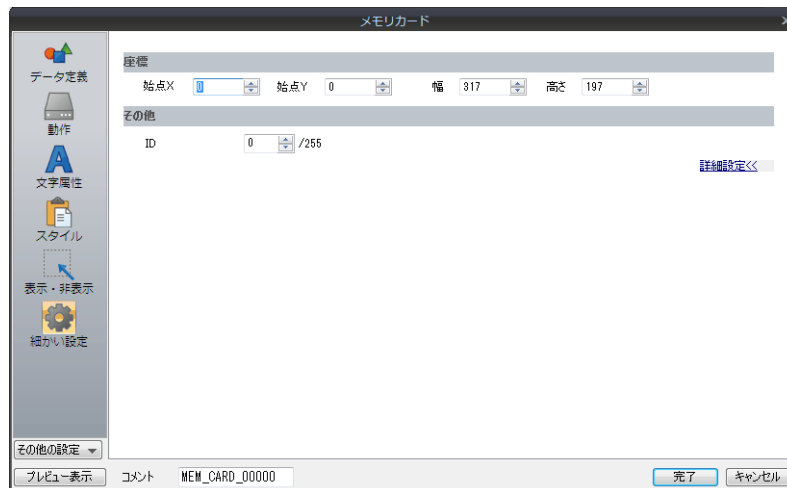 メモリカード
データ定義
動作
文字属性
スタイル
表示・非表示
細かい設定
その他の設定
座標
始点X 0 始点Y 0 幅 317 高さ 197
その他
ID 0 /255
詳細設定<<
プレビュー表示 コメント MEM_CARD_00000 完了 キャンセル